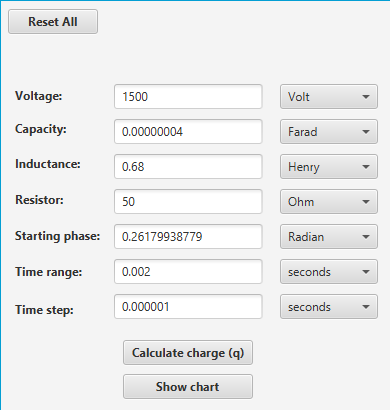 Reset All
Voltage: 1500 Volt
Capacity: 0.00000004 Farad
Inductance: 0.68 Henry
Resistor: 50 Ohm
Starting phase: 0.26179938779 Radian
Time range: 0.002 seconds
Time step: 0.000001 seconds
Calculate charge (q)
Show chart